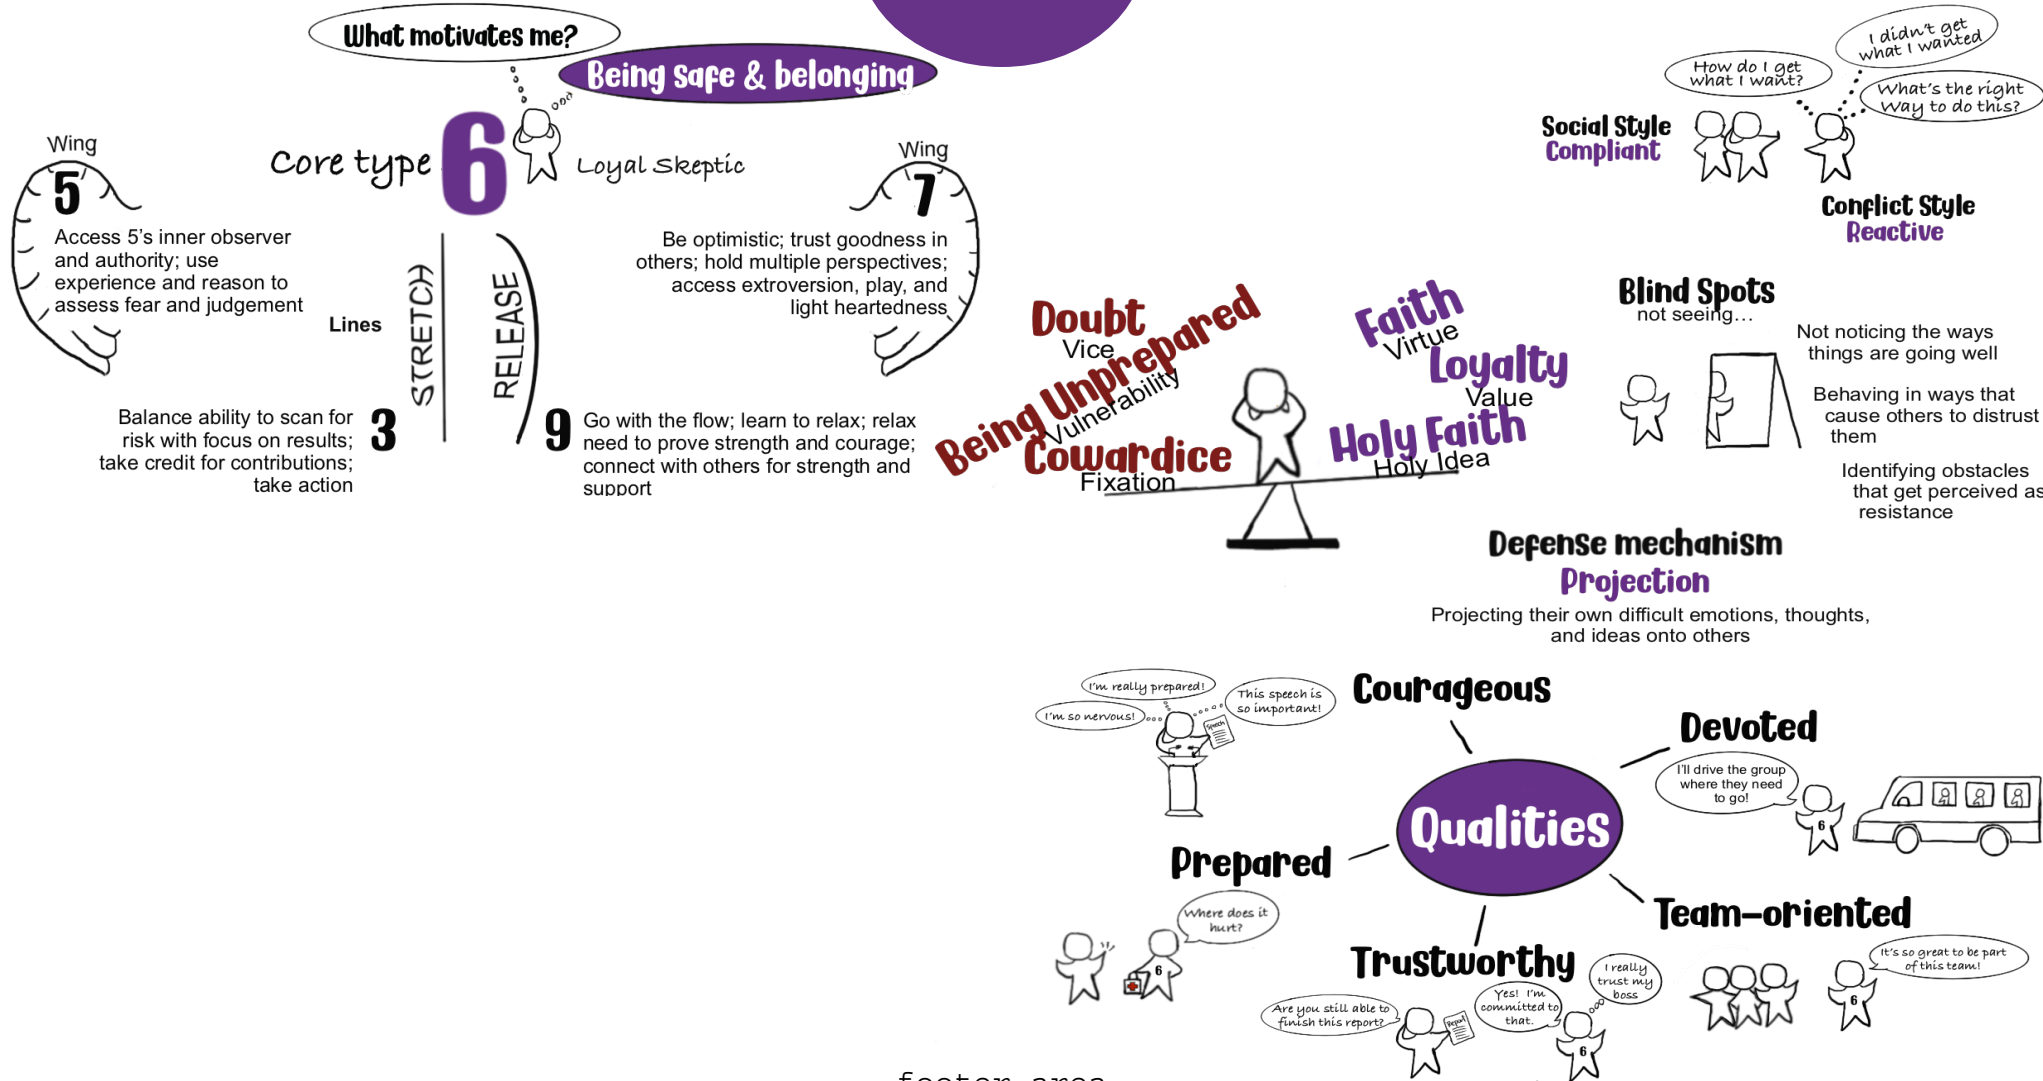 What motivates me?
Being safe & belonging
Core type 6 Loyal Skeptic
Wing
5
Access 5's inner observer
and authority; use
experience and reason to
assess fear and judgement
Wing
7
Be optimistic; trust goodness in
others; hold multiple perspectives;
access extroversion, play, and
light heartedness
Lines
STRETCH
RELEASE
3
Balance ability to scan for
risk with focus on results;
take credit for contributions;
take action
9
Go with the flow; learn to relax; relax
need to prove strength and courage;
connect with others for strength and
support
Doubt
Vice
Being Unprepared
Vulnerability
Cowardice
Fixation
Faith
Virtue
Loyalty
Value
Holy Faith
Holy Idea
Social Style
Compliant
How do I get
what I want?
I didn't get
what I wanted
What's the right
Way to do this?
Conflict Style
Reactive
Blind Spots
not seeing...
Not noticing the ways
things are going well
Behaving in ways that
cause others to distrust
them
Identifying obstacles
that get perceived as
resistance
Defense mechanism
Projection
Projecting their own difficult emotions, thoughts,
and ideas onto others
Qualities
Courageous
I'm really prepared!
I'm so nervous!
This speech is
so important!
Speech
Devoted
I'll drive the group
where they need
to go!
6
Prepared
Where does it
hurt?
6
Team-oriented
It's so great to be part
of this team!
6
Trustworthy
Are you still able to
finish this report?
Report
Yes! I'm
committed to
that.
I really
trust my
boss
6
footer area